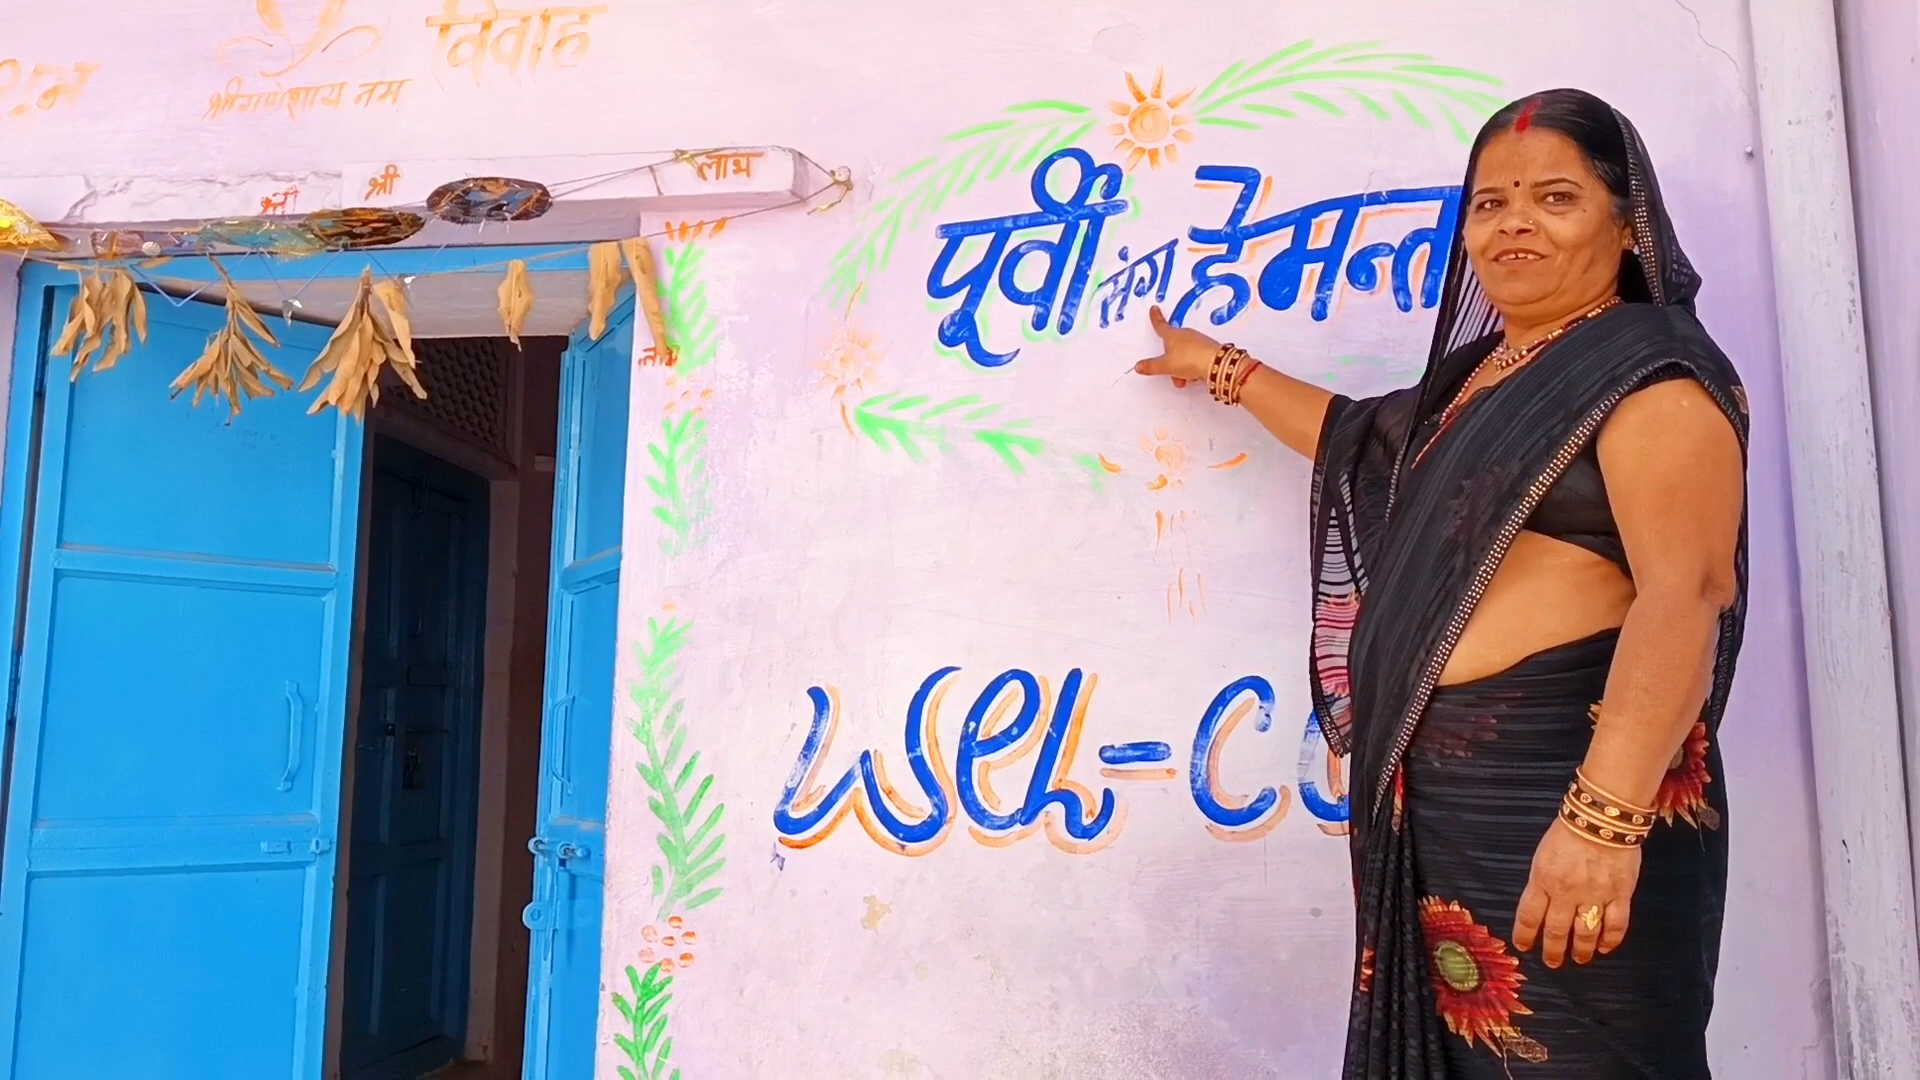 शुभ विवाह
श्री गणेशाय नम
श्री
लाभ
पूर्वी संग हेमन्त
WEL-CO